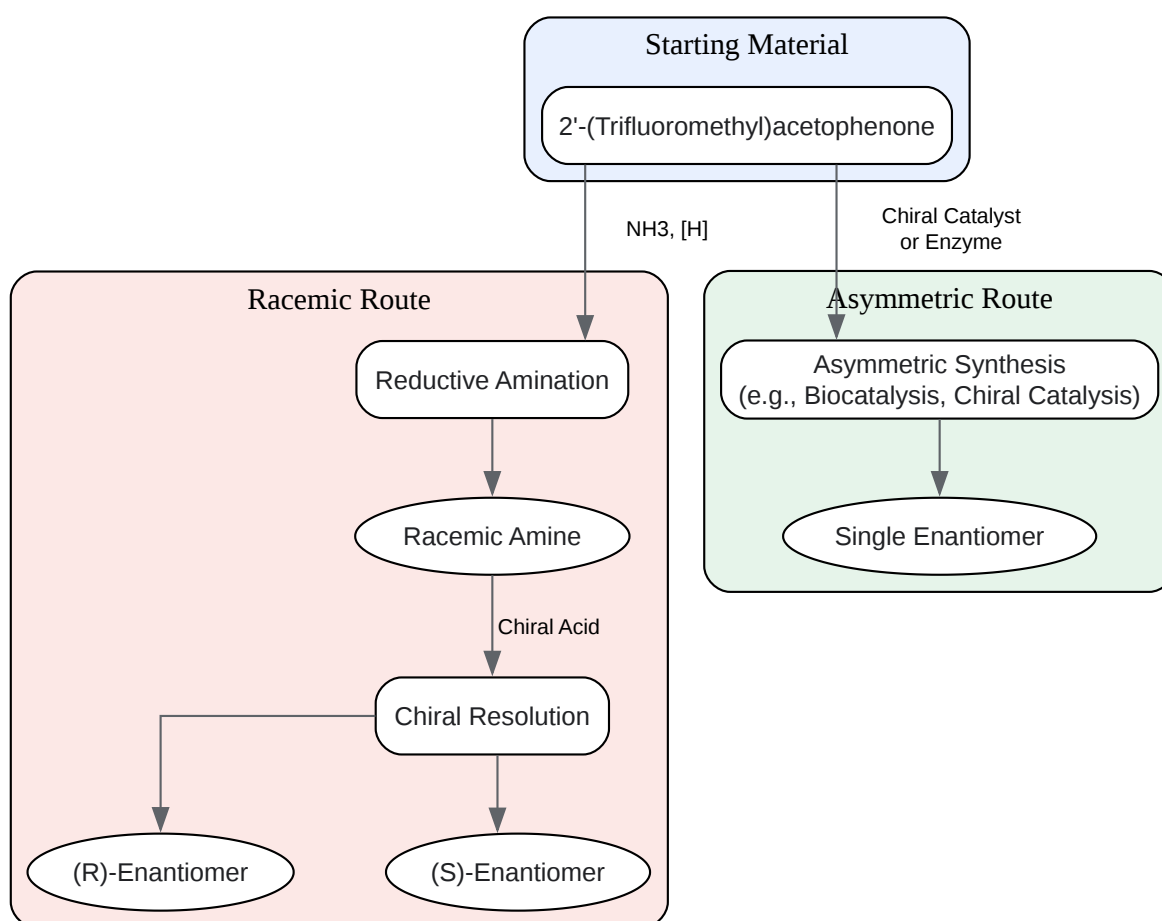 Starting Material
2'-(Trifluoromethyl)acetophenone
NH3, [H]
Chiral Catalyst
or Enzyme
Racemic Route
Reductive Amination
Racemic Amine
Chiral Acid
Chiral Resolution
(R)-Enantiomer
(S)-Enantiomer
Asymmetric Route
Asymmetric Synthesis
(e.g., Biocatalysis, Chiral Catalysis)
Single Enantiomer